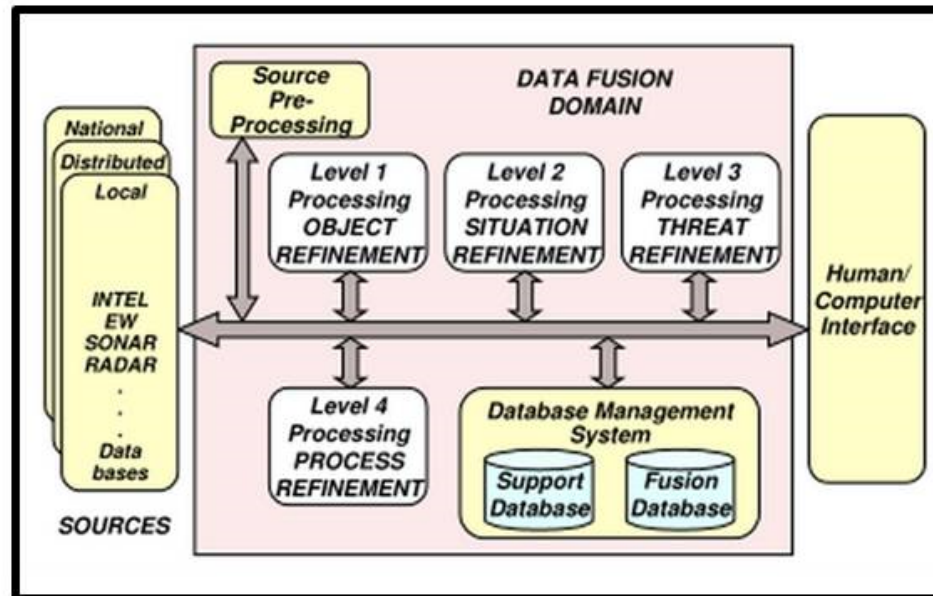 Source
Pre-
Processing
DATA FUSION
DOMAIN
National
Distributed
Local
INTEL
EW
SONAR
RADAR
.
.
.
Data
bases
SOURCES
Level 1
Processing
OBJECT
REFINEMENT
Level 2
Processing
SITUATION
REFINEMENT
Level 3
Processing
THREAT
REFINEMENT
Human/
Computer
Interface
Level 4
Processing
PROCESS
REFINEMENT
Database Management
System
Support
Database
Fusion
Database